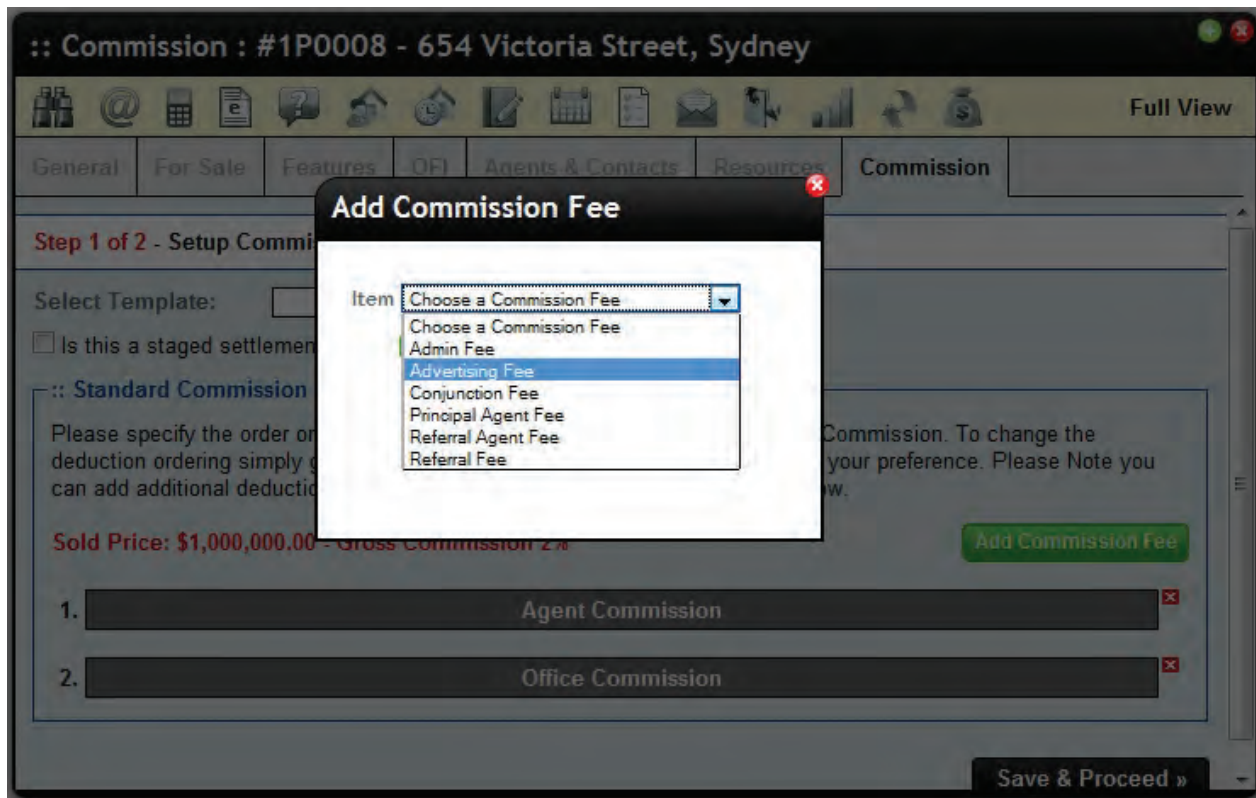 :: Commission : #1P0008 - 654 Victoria Street, Sydney
Full View
General For Sale Features OFI Agents & Contacts Resources Commission
Add Commission Fee
Step 1 of 2 - Setup Commi
Select Template:
Item Choose a Commission Fee
Choose a Commission Fee
Is this a staged settlemen
Admin Fee
Advertising Fee
:: Standard Commission
Conjunction Fee
Principal Agent Fee
Please specify the order or Commission. To change the
Referral Agent Fee
deduction ordering simply your preference. Please Note you
Referral Fee
can add additional deductio w.
Sold Price: $1,000,000.00 - Gross Commission 2%
Add Commission Fee
1. Agent Commission
2. Office Commission
Save & Proceed »